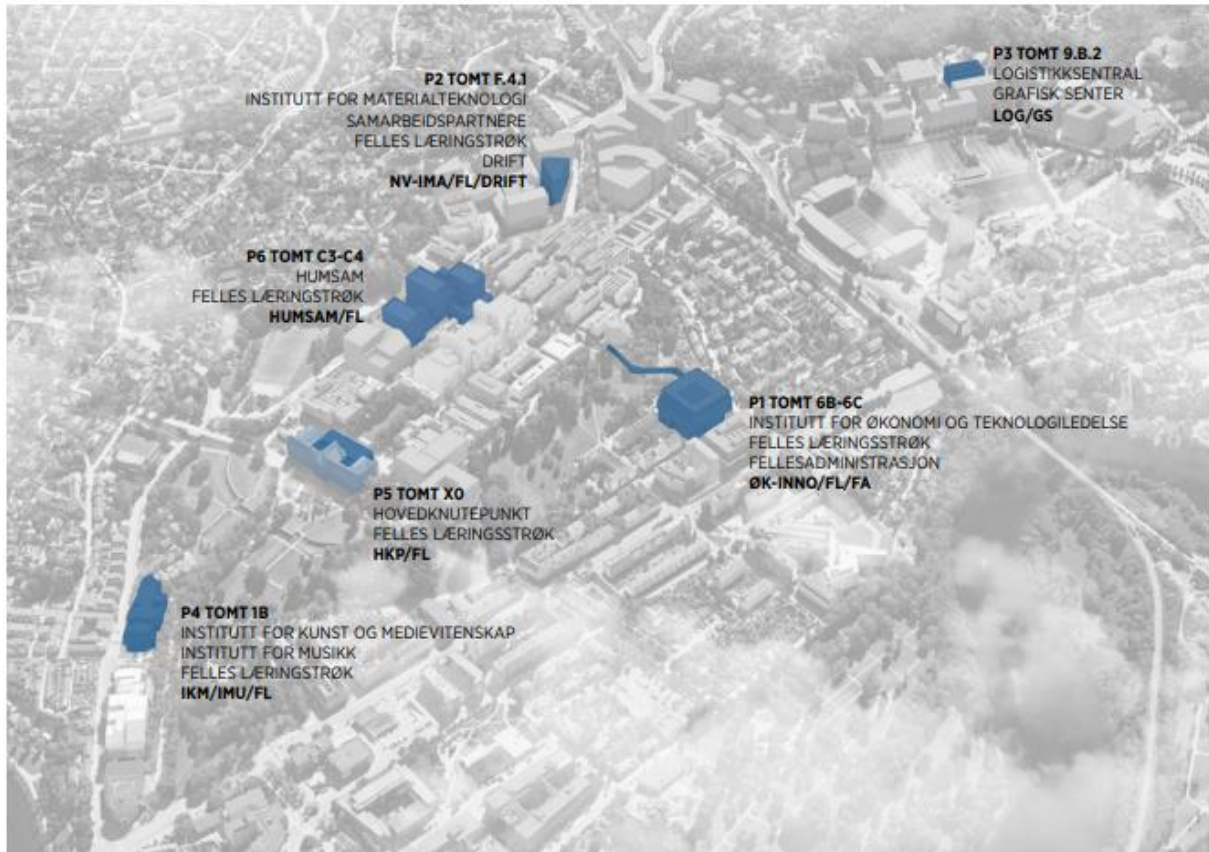 P2 TOMT F.4.1
INSTITUTT FOR MATERIALTEKNOLOGI
SAMARBEIDSPARTNERE
FELLES LÆRINGSTRØK
DRIFT
NV-IMA/FL/DRIFT
P3 TOMT 9.B.2
LOGISTIKKSENTRAL
GRAFISK SENTER
LOG/GS
P6 TOMT C3-C4
HUMSAM
FELLES LÆRINGSTRØK
HUMSAM/FL
P1 TOMT 6B-6C
INSTITUTT FOR ØKONOMI OG TEKNOLOGILEDELSE
FELLES LÆRINGSSTRØK
FELLESADMINISTRASJON
ØK-INNO/FL/FA
P5 TOMT X0
HOVEDKNUTEPUNKT
FELLES LÆRINGSSTRØK
HKP/FL
P4 TOMT 1B
INSTITUTT FOR KUNST OG MEDIEVITENSKAP
INSTITUTT FOR MUSIKK
FELLES LÆRINGSTRØK
IKM/IMU/FL